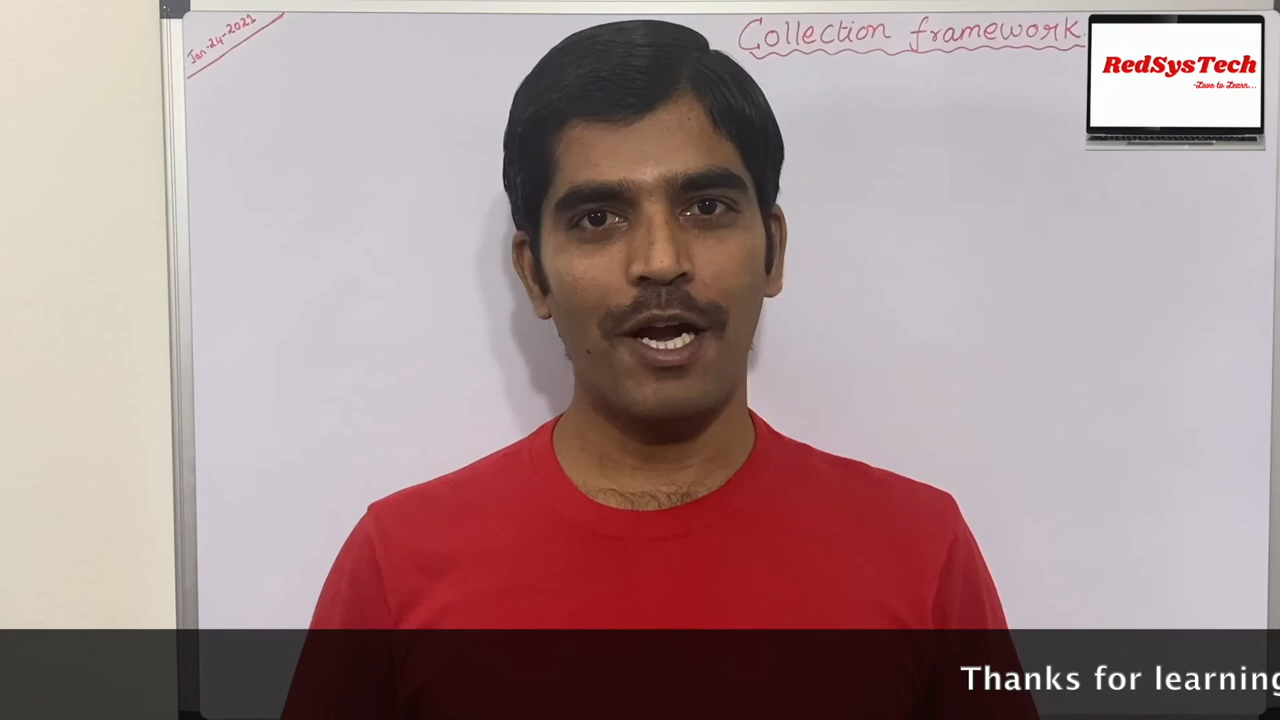 Jan-24-2021
Collection framework
RedSysTech
-Love to Learn...
Thanks for learning